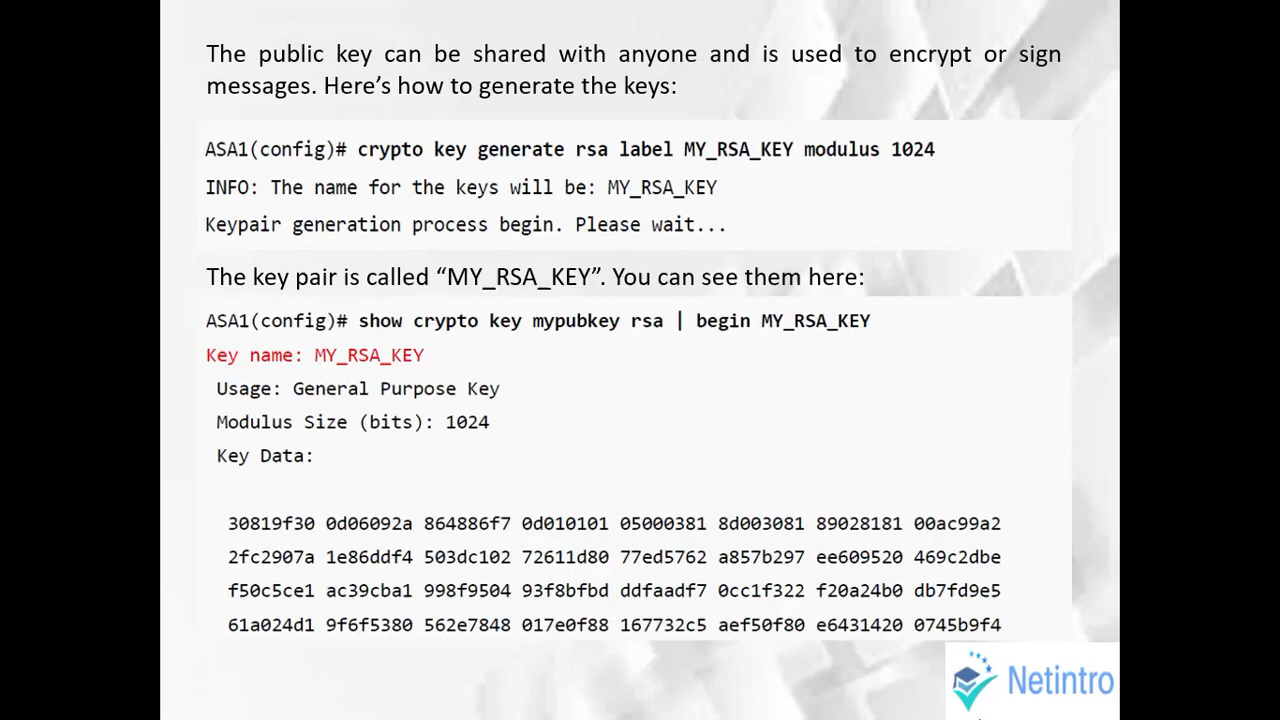 The public key can be shared with anyone and is used to encrypt or sign
messages. Here’s how to generate the keys:
ASA1(config)# crypto key generate rsa label MY_RSA_KEY modulus 1024
INFO: The name for the keys will be: MY_RSA_KEY
Keypair generation process begin. Please wait...
The key pair is called “MY_RSA_KEY”. You can see them here:
ASA1(config)# show crypto key mypubkey rsa | begin MY_RSA_KEY
Key name: MY_RSA_KEY
Usage: General Purpose Key
Modulus Size (bits): 1024
Key Data:
30819f30 0d06092a 864886f7 0d010101 05000381 8d003081 89028181 00ac99a2
2fc2907a 1e86ddf4 503dc102 72611d80 77ed5762 a857b297 ee609520 469c2dbe
f50c5ce1 ac39cba1 998f9504 93f8bfbd ddfaadf7 0cc1f322 f20a24b0 db7fd9e5
61a024d1 9f6f5380 562e7848 017e0f88 167732c5 aef50f80 e6431420 0745b9f4
Netintro